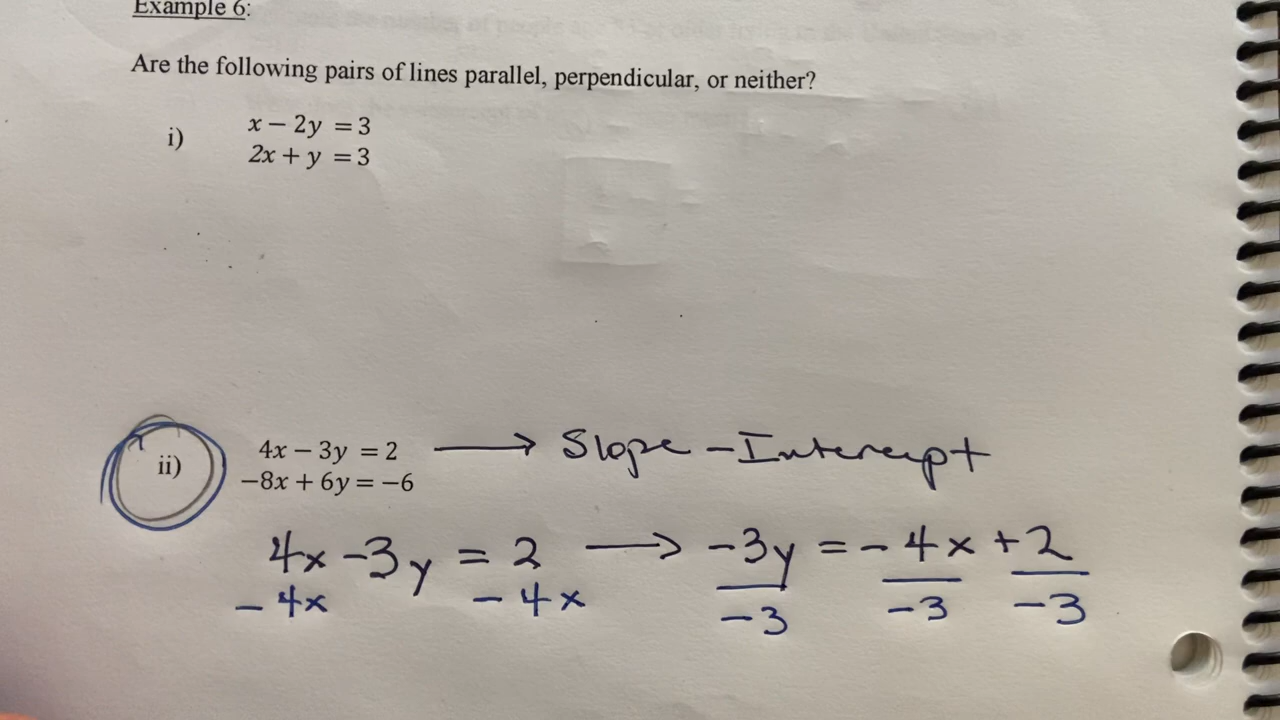 Example 6:
Are the following pairs of lines parallel, perpendicular, or neither?
i)
x − 2y = 3
2x + y = 3
ii)
4x − 3y = 2 ⟶ Slope-Intercept
−8x + 6y = −6
4x - 3y = 2 ⟶ -3y = -4x + 2
- 4x - 4x -3 -3 -3